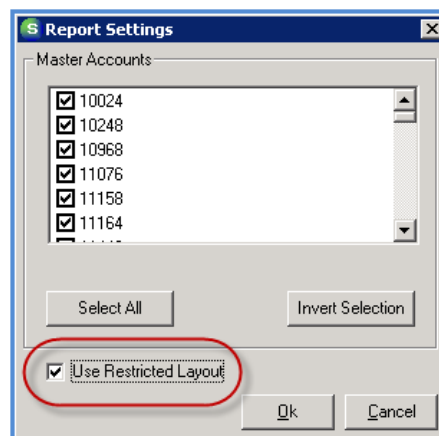 S Report Settings
Master Accounts
10024
10248
10968
11076
11158
11164
Select All Invert Selection
Use Restricted Layout
Ok Cancel